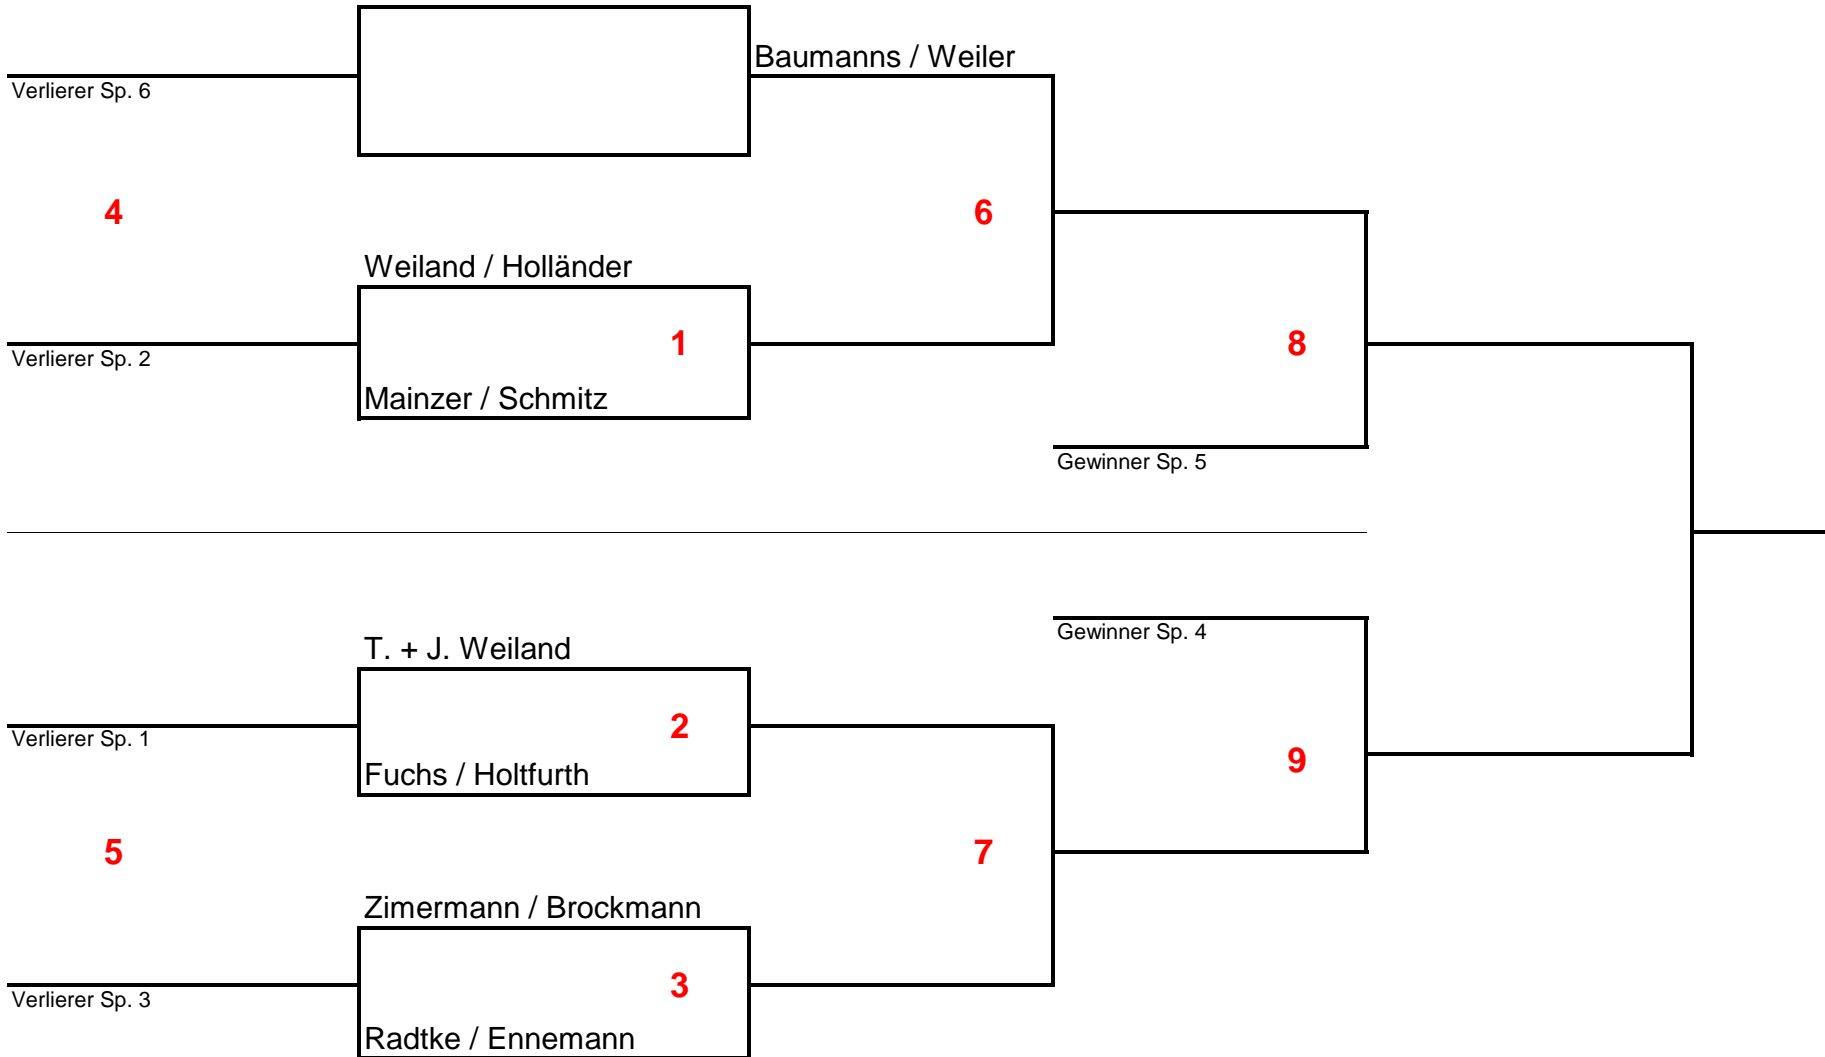 Baumanns / Weiler
Verlierer Sp. 6
4
6
Weiland / Holländer
1
8
Verlierer Sp. 2
Mainzer / Schmitz
Gewinner Sp. 5
Gewinner Sp. 4
T. + J. Weiland
2
Verlierer Sp. 1
9
Fuchs / Holtfurth
5
7
Zimermann / Brockmann
3
Verlierer Sp. 3
Radtke / Ennemann